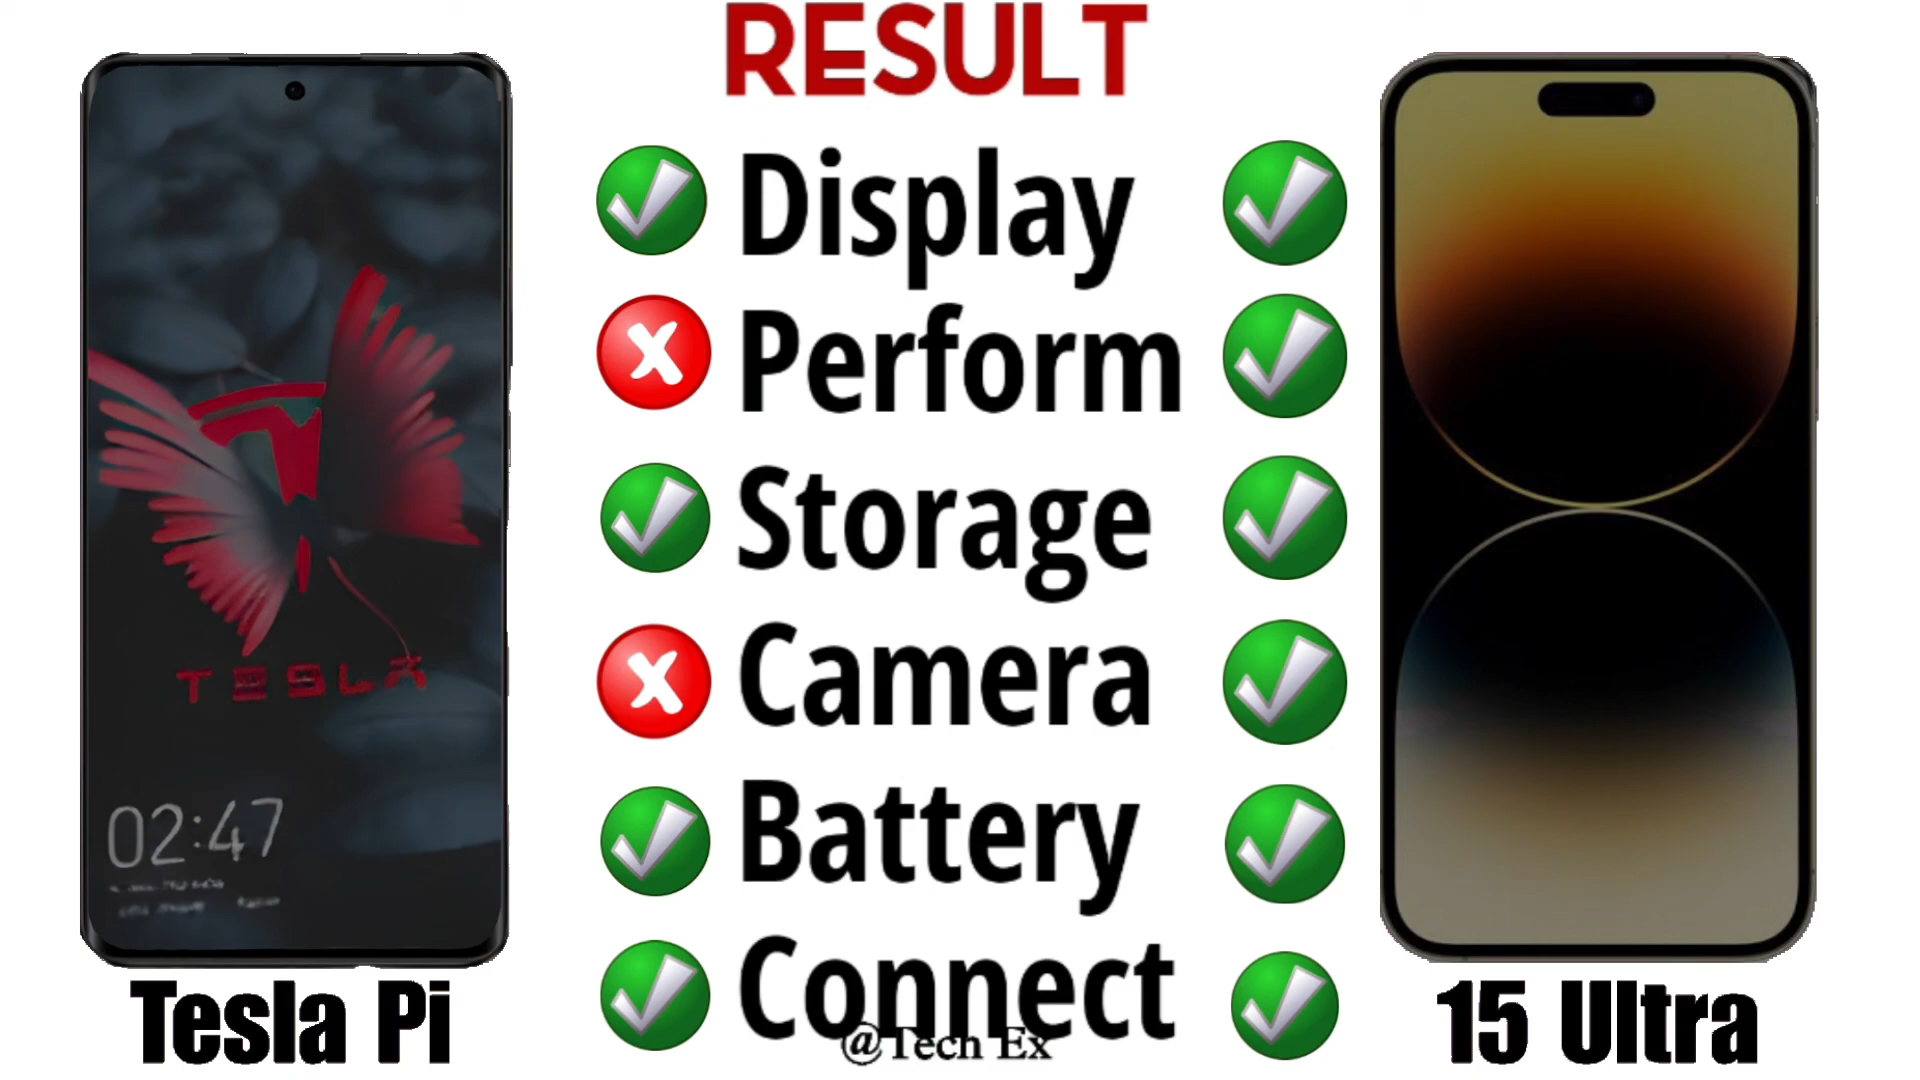 RESULT
Display
Perform
Storage
Camera
Battery
Connect
@Tech Ex
TESLA
02:47
Tesla Pi
15 Ultra